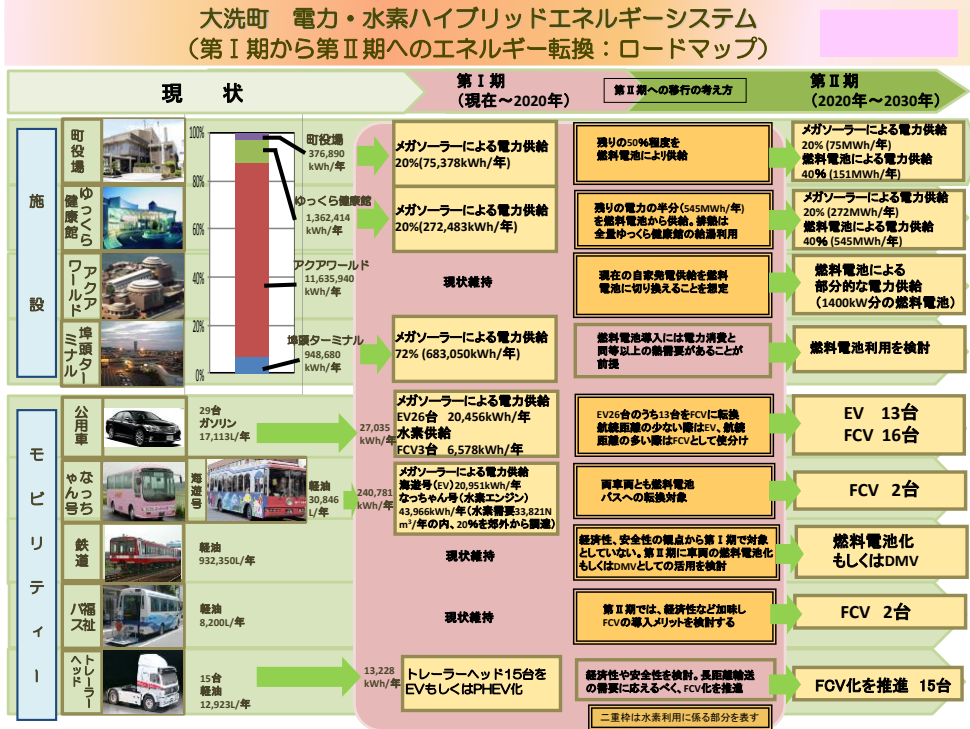 大洗町 電力・水素ハイブリッドエネルギーシステム
（第Ⅰ期から第Ⅱ期へのエネルギー転換：ロードマップ）
現 状
第Ⅰ期
（現在～2020年）
第Ⅱ期への移行の考え方
第Ⅱ期
（2020年～2030年）
施設
町役場
ゆっくら健康館
アクアワールド
埠頭ターミナル
100%
80%
60%
40%
20%
0%
町役場
376,890
kWh/年
ゆっくら健康館
1,362,414
kWh/年
アクアワールド
11,635,940
kWh/年
埠頭ターミナル
948,680
kWh/年
メガソーラーによる電力供給
20%(75,378kWh/年)
残りの50%程度を
燃料電池により供給
メガソーラーによる電力供給
20% (75MWh/年)
燃料電池による電力供給
40% (151MWh/年)
メガソーラーによる電力供給
20%(272,483kWh/年)
残りの電力の半分(545MWh/年)
を燃料電池から供給。排熱は
全量ゆっくら健康館の給湯利用
メガソーラーによる電力供給
20% (272MWh/年)
燃料電池による電力供給
40% (545MWh/年)
現状維持
現在の自家発電供給を燃料
電池に切り換えることを想定
燃料電池による
部分的な電力供給
（1400kW分の燃料電池）
メガソーラーによる電力供給
72% (683,050kWh/年)
燃料電池導入には電力消費と
同等以上の熱需要があることが
前提
燃料電池利用を検討
モビリティー
公用車
29台
ガソリン
17,113L/年
27,035
kWh/年
メガソーラーによる電力供給
EV26台 20,456kWh/年
水素供給
FCV3台 6,578kWh/年
EV26台のうち13台をFCVに転換
航続距離の少ない際はEV、航続
距離の多い際はFCVとして使分け
EV 13台
FCV 16台
なっちゃん号
海遊号
軽油
30,846
L/年
240,781
kWh/年
メガソーラーによる電力供給
海遊号(EV)20,951kWh/年
なっちゃん号(水素エンジン)
43,966kWh/年(水素需要33,821N
m³/年の内、20%を郊外から調達)
両車両とも燃料電池
バスへの転換対象
FCV 2台
鉄道
軽油
932,350L/年
現状維持
経済性、安全性の観点から第Ⅰ期で対象
としていない。第Ⅱ期に車両の燃料電池化
もしくはDMVとしての活用を検討
燃料電池化
もしくはDMV
福祉バス
軽油
8,200L/年
現状維持
第Ⅱ期では、経済性など加味し
FCVの導入メリットを検討する
FCV 2台
トレーラーヘッド
15台
軽油
12,923L/年
13,228
kWh/年
トレーラーヘッド15台を
EVもしくはPHEV化
経済性や安全性を検討。長距離輸送
の需要に応えるべく、FCV化を推進
FCV化を推進 15台
二重枠は水素利用に係る部分を表す